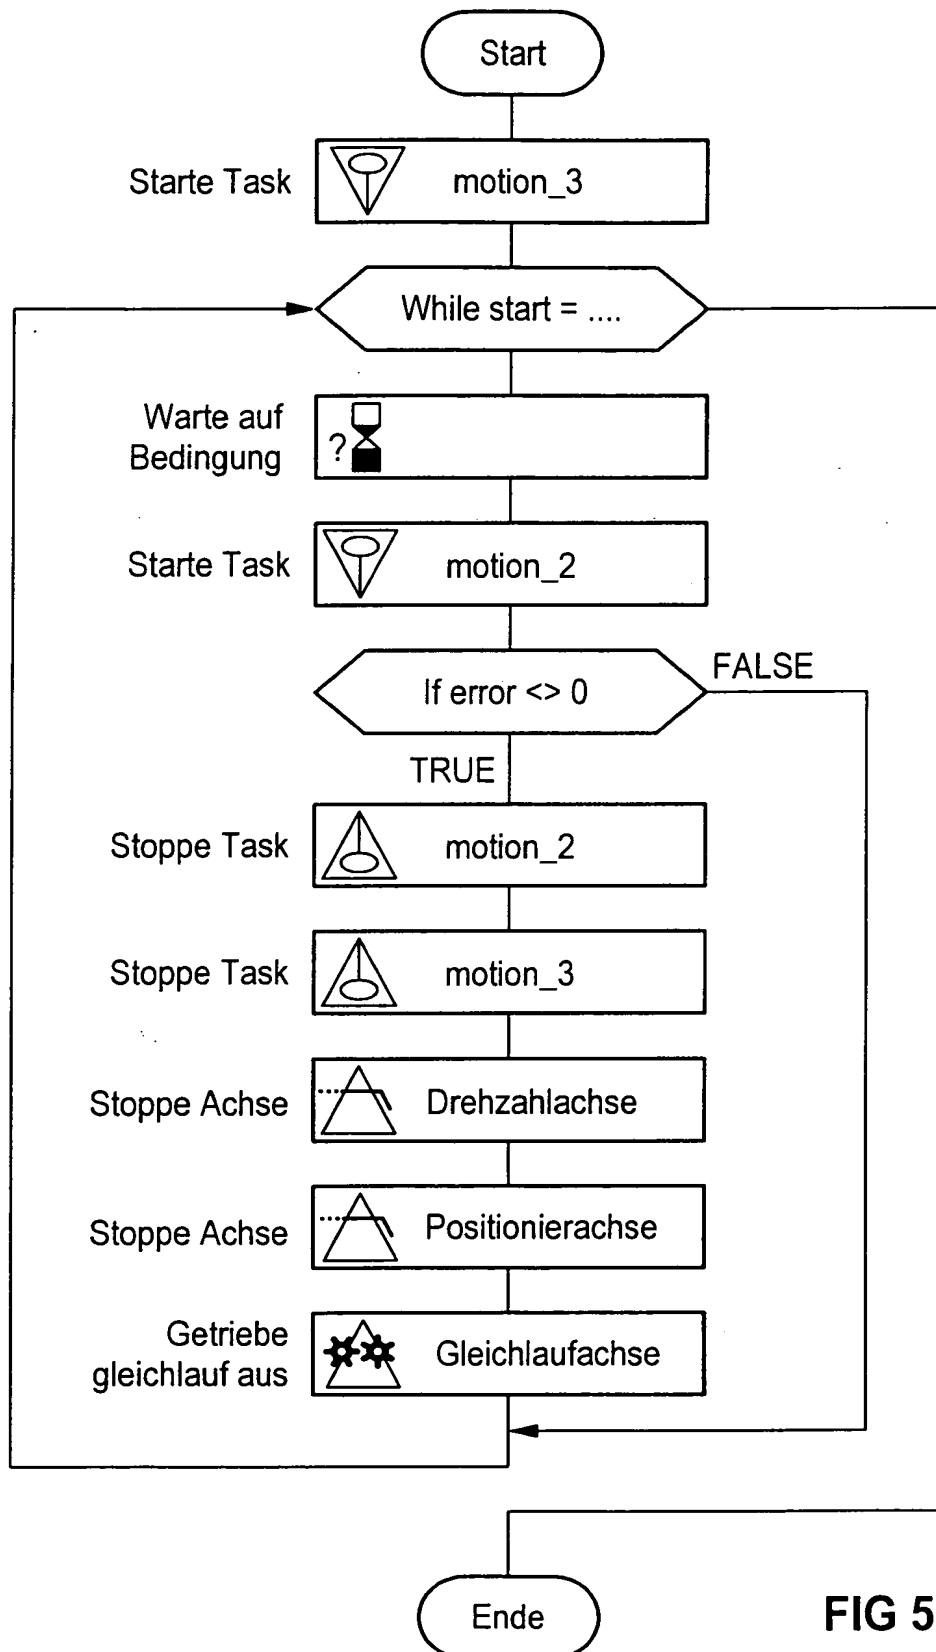 Start
Starte Task
motion_3
While start = ....
Warte auf
Bedingung
?
Starte Task
motion_2
If error <> 0
FALSE
TRUE
Stoppe Task
motion_2
Stoppe Task
motion_3
Stoppe Achse
Drehzahlachse
Stoppe Achse
Positionierachse
Getriebe
gleichlauf aus
Gleichlaufachse
Ende
FIG 5